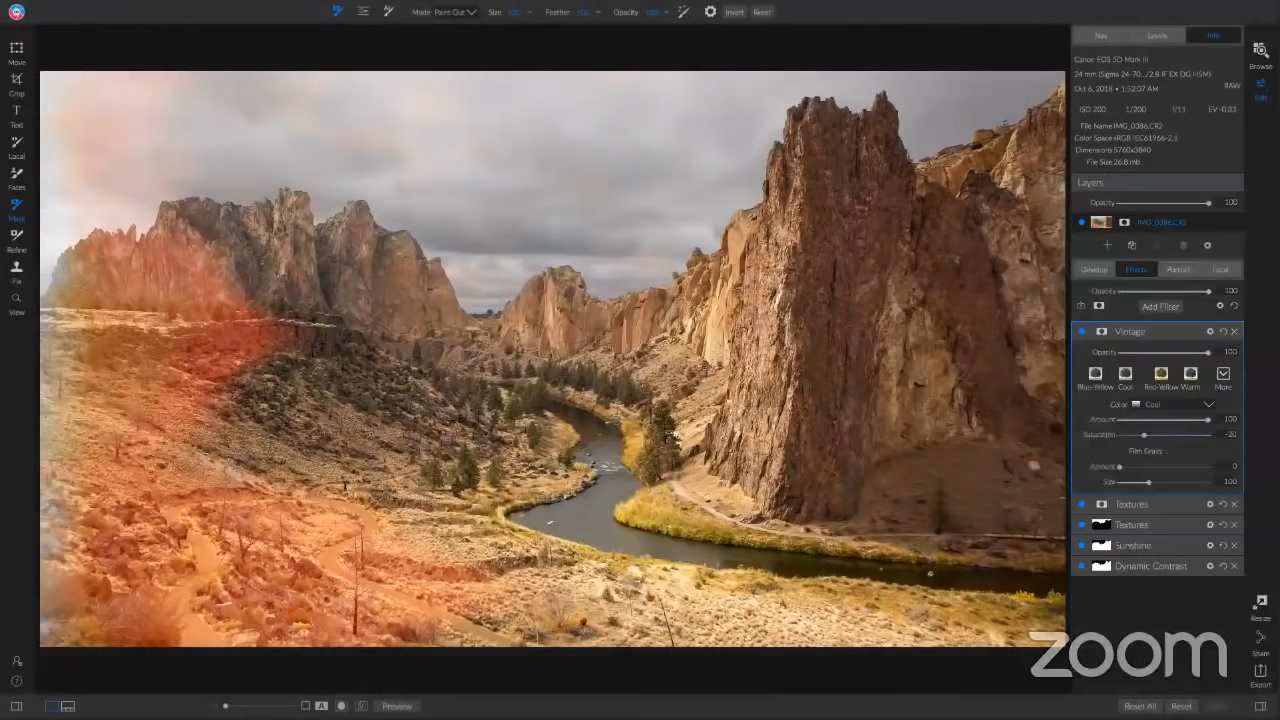 Mode Paint Out Size Feather Opacity Invert Reset
Nav Levels Info
Move
Crop
Text
Local
Faces
Mask
Refine
Fix
View
Browse
Edit
Canon EOS 5D Mark III
24 mm (Sigma 24-70.../2.8 IF EX DG HSM)
Oct 6, 2018 • 1:52:07 AM RAW
ISO 200 1/200 f/11 EV -0.33
File Name IMG_0386.CR2
Color Space sRGB IEC61966-2.1
Dimensions 5760x3840
File Size 26.8 mb
Layers
Opacity 100
IMG_0386.CR2
Develop Effects Portrait Local
Opacity 100
Add Filter
Vintage
Opacity 100
Blue-Yellow Cool Red-Yellow Warm More
Color Cool
Amount 100
Saturation -20
Film Grain
Amount 0
Size 100
Textures
Textures
Sunshine
Dynamic Contrast
zoom
Resize
Share
Export
A Preview
Reset All Reset